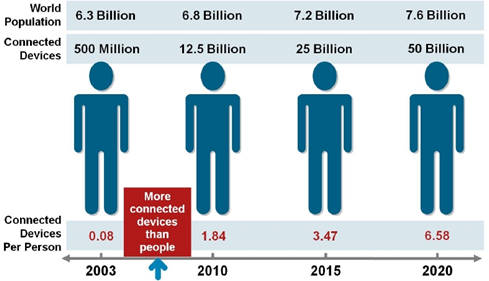 World
Population
6.3 Billion 6.8 Billion 7.2 Billion 7.6 Billion
Connected
Devices
500 Million 12.5 Billion 25 Billion 50 Billion
More
connected
devices
than
people
Connected
Devices
Per Person
0.08 1.84 3.47 6.58
2003 2010 2015 2020